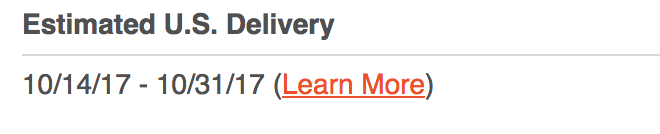 Estimated U.S. Delivery
10/14/17 - 10/31/17 (Learn More)